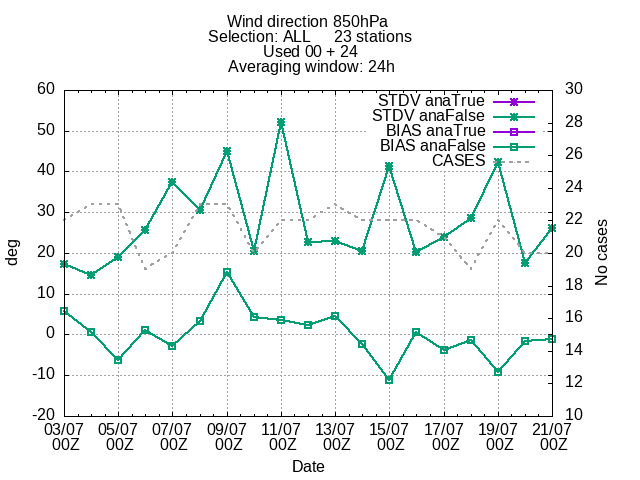 Wind direction 850hPa
Selection: ALL 23 stations
Used 00 + 24
Averaging window: 24h
STDV anaTrue
STDV anaFalse
BIAS anaTrue
BIAS anaFalse
CASES
60
50
40
30
20
10
0
-10
-20
deg
30
28
26
24
22
20
18
16
14
12
10
No cases
03/07 05/07 07/07 09/07 11/07 13/07 15/07 17/07 19/07 21/07
00Z 00Z 00Z 00Z 00Z 00Z 00Z 00Z 00Z 00Z
Date